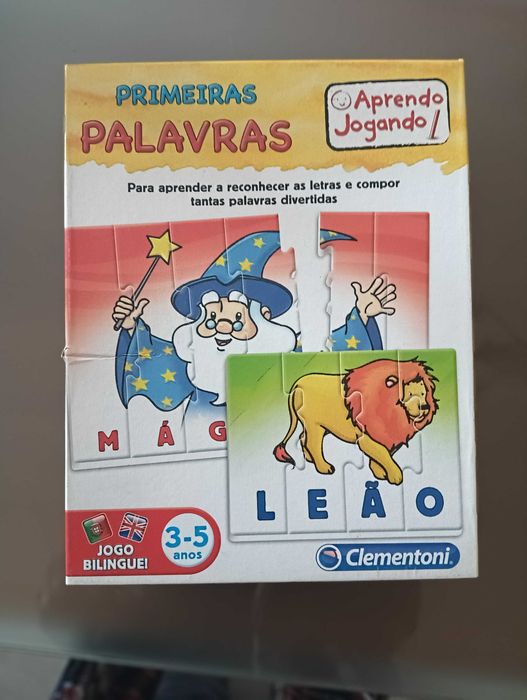 PRIMEIRAS
PALAVRAS
Aprendo
Jogando!
Para aprender a reconhecer as letras e compor
tantas palavras divertidas
M Á G
L E Ã O
JOGO
BILINGUE!
3-5
anos
Clementoni